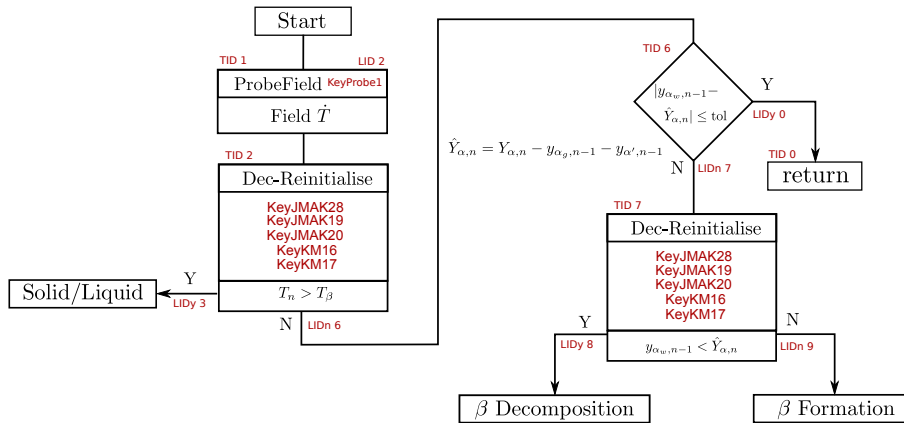 Start
TID 1
LID 2
ProbeField KeyProbe1
Field Ṫ
TID 2
Dec-Reinitialise
KeyJMAK28
KeyJMAK19
KeyJMAK20
KeyKM16
KeyKM17
T_n > T_β
Y
LIDy 3
Solid/Liquid
N
LIDn 6
TID 6
|y_{α_w,n−1}−
Ŷ_{α,n}| ≤ tol
Y
LIDy 0
TID 0
return
Ŷ_{α,n} = Y_{α,n} − y_{α_g,n−1} − y_{α′,n−1}
N
LIDn 7
TID 7
Dec-Reinitialise
KeyJMAK28
KeyJMAK19
KeyJMAK20
KeyKM16
KeyKM17
y_{α_w,n−1} < Ŷ_{α,n}
Y
LIDy 8
N
LIDn 9
β Decomposition
β Formation